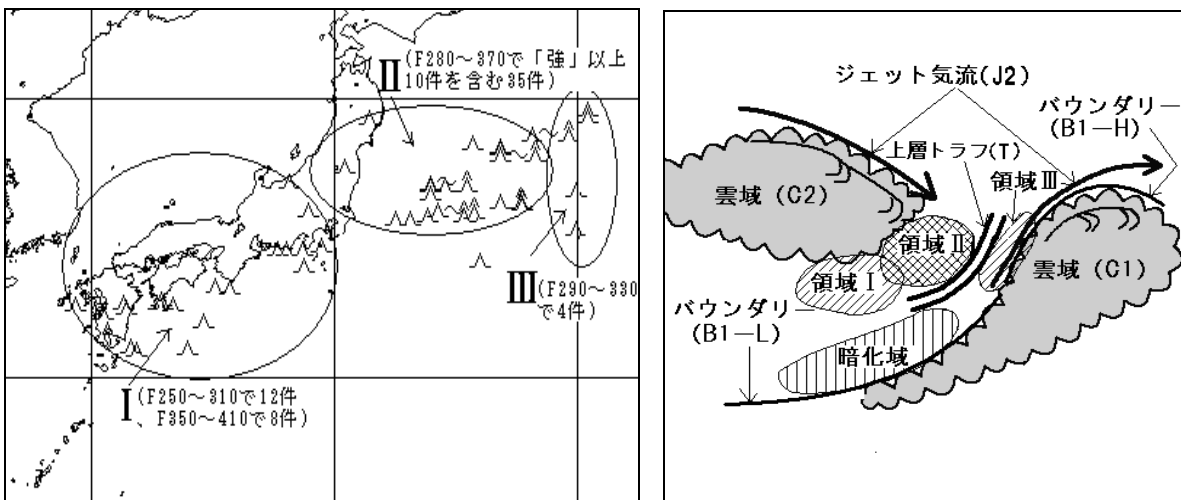 Ⅱ(F280～370で「強」以上
10件を含む35件)
Ⅲ(F290～330
で4件)
Ⅰ(F250～310で12件
、F350～410で8件)
ジェット気流(J2)
バウンダリー
(B1－H)
上層トラフ(T)
領域Ⅲ
雲域(C2)
領域Ⅱ
領域Ⅰ
雲域(C1)
バウンダリー
(B1－L)
暗化域